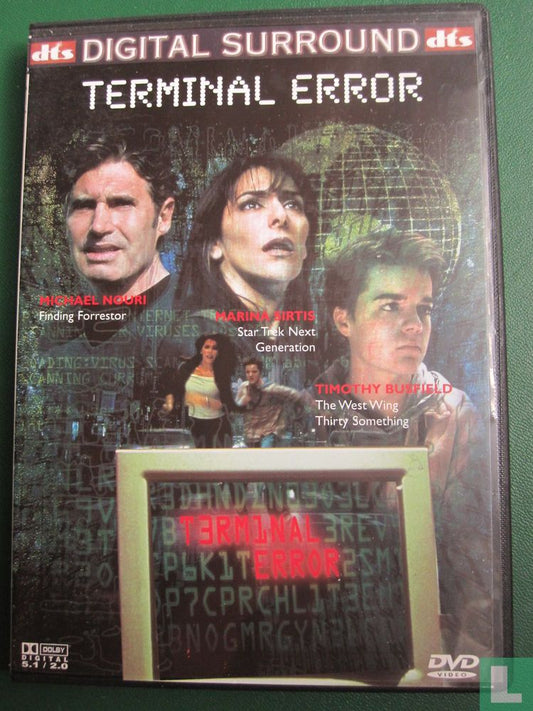 dts DIGITAL SURROUND dts
TERMINAL ERROR
MICHAEL NOURI
Finding Forrestor
MARINA SIRTIS
Star Trek Next
Generation
TIMOTHY BUSFIELD
The West Wing
Thirty Something
T3RM1NAL
ERROR
DOLBY
DIGITAL
5.1 / 2.0
DVD
VIDEO
L